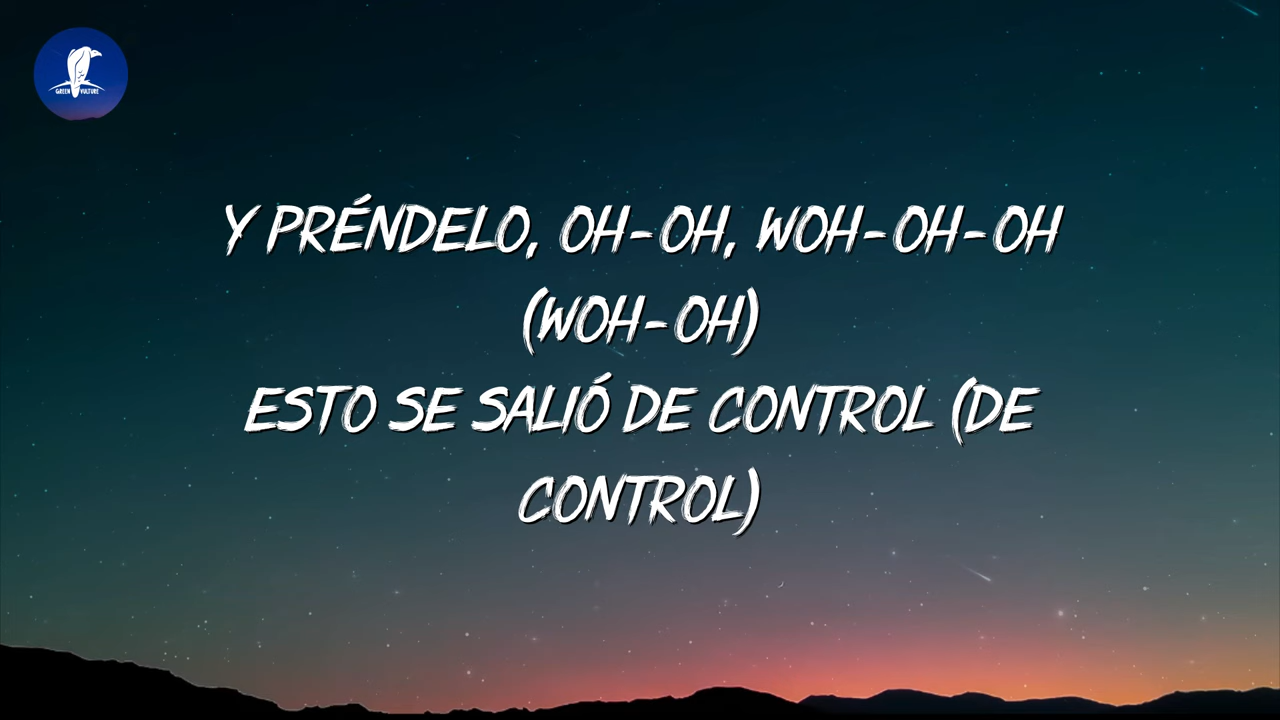 GREEN VULTURE
Y PRÉNDELO, OH-OH, WOH-OH-OH
(WOH-OH)
ESTO SE SALIÓ DE CONTROL (DE
CONTROL)